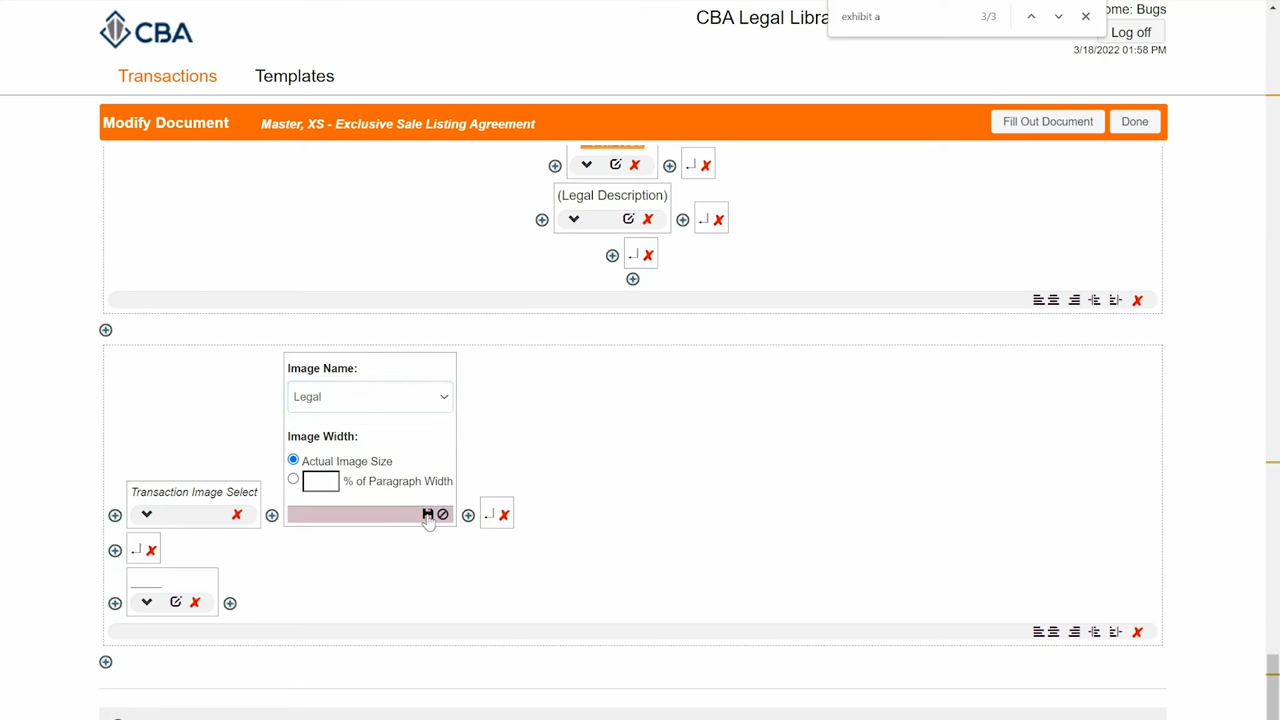 CBA
CBA Legal Libra
exhibit a
3/3
ome: Bugs
Log off
3/18/2022 01:58 PM
Transactions
Templates
Modify Document
Master, XS - Exclusive Sale Listing Agreement
Fill Out Document
Done
(Legal Description)
Image Name:
Legal
Image Width:
Actual Image Size
% of Paragraph Width
Transaction Image Select